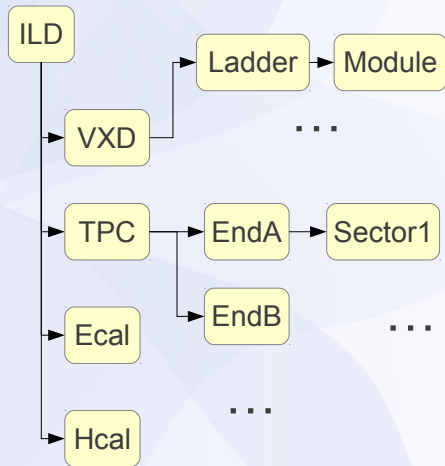 ILD
Ladder
Module
...
VXD
TPC
EndA
Sector1
EndB
...
Ecal
...
Hcal